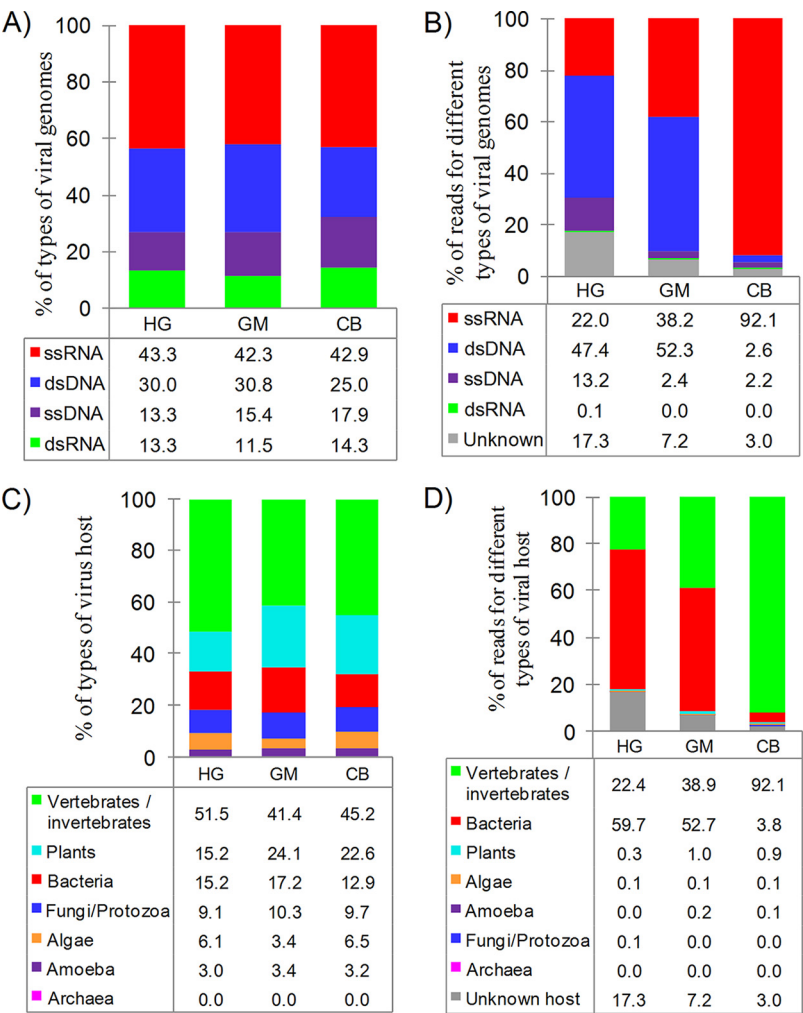 A)
% of types of viral genomes
100
80
60
40
20
0
HG GM CB
ssRNA 43.3 42.3 42.9
dsDNA 30.0 30.8 25.0
ssDNA 13.3 15.4 17.9
dsRNA 13.3 11.5 14.3
B)
% of reads for different
types of viral genomes
100
80
60
40
20
0
HG GM CB
ssRNA 22.0 38.2 92.1
dsDNA 47.4 52.3 2.6
ssDNA 13.2 2.4 2.2
dsRNA 0.1 0.0 0.0
Unknown 17.3 7.2 3.0
C)
% of types of virus host
100
80
60
40
20
0
HG GM CB
Vertebrates /
invertebrates 51.5 41.4 45.2
Plants 15.2 24.1 22.6
Bacteria 15.2 17.2 12.9
Fungi/Protozoa 9.1 10.3 9.7
Algae 6.1 3.4 6.5
Amoeba 3.0 3.4 3.2
Archaea 0.0 0.0 0.0
D)
% of reads for different
types of viral host
100
80
60
40
20
0
HG GM CB
Vertebrates /
invertebrates 22.4 38.9 92.1
Bacteria 59.7 52.7 3.8
Plants 0.3 1.0 0.9
Algae 0.1 0.1 0.1
Amoeba 0.0 0.2 0.1
Fungi/Protozoa 0.1 0.0 0.0
Archaea 0.0 0.0 0.0
Unknown host 17.3 7.2 3.0